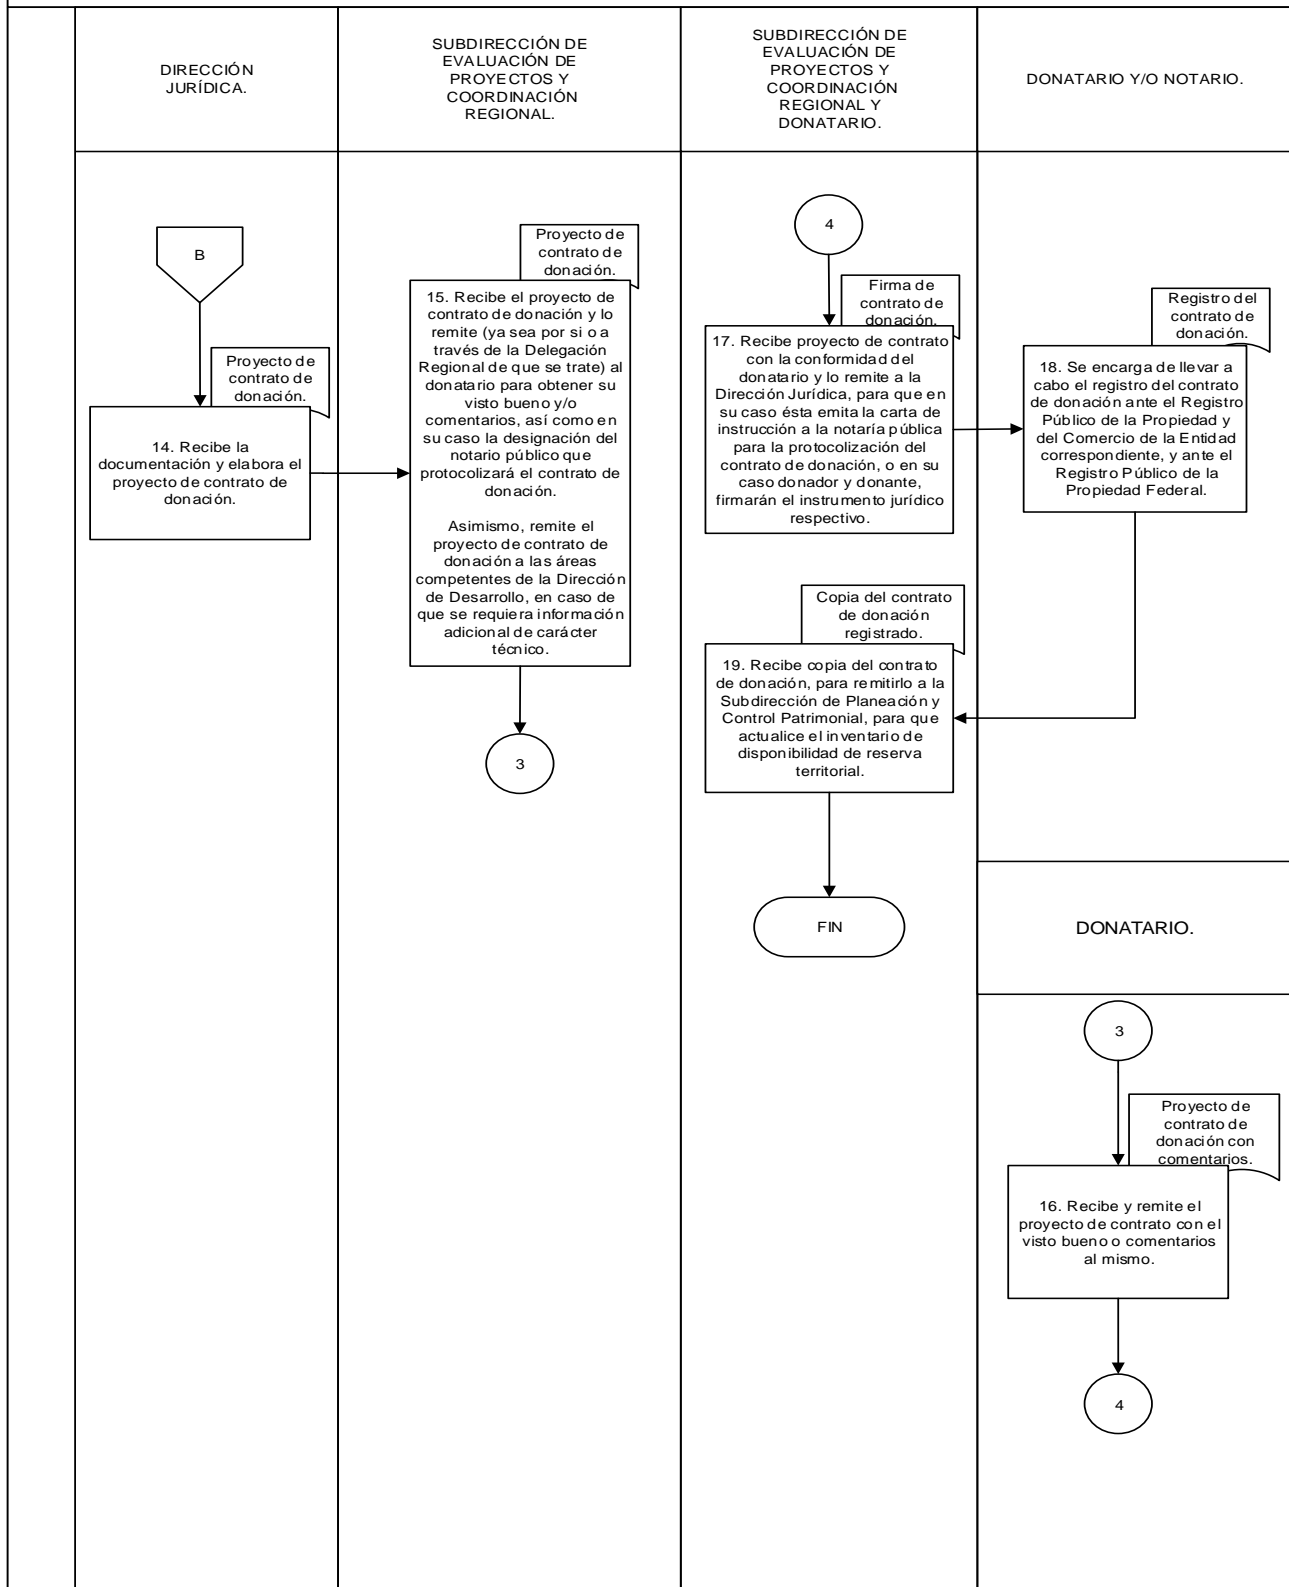 DIRECCIÓN
JURÍDICA.
SUBDIRECCIÓN DE
EVALUACIÓN DE
PROYECTOS Y
COORDINACIÓN
REGIONAL.
SUBDIRECCIÓN DE
EVALUACIÓN DE
PROYECTOS Y
COORDINACIÓN
REGIONAL Y
DONATARIO.
DONATARIO Y/O NOTARIO.
B
Proyecto de
contrato de
donación.
14. Recibe la
documentación y elabora el
proyecto de contrato de
donación.
Proyecto de
contrato de
donación.
15. Recibe el proyecto de
contrato de donación y lo
remite (ya sea por si o a
través de la Delegación
Regional de que se trate) al
donatario para obtener su
visto bueno y/o
comentarios, así como en
su caso la designación del
notario público que
protocolizará el contrato de
donación.
Asimismo, remite el
proyecto de contrato de
donación a las áreas
competentes de la Dirección
de Desarrollo, en caso de
que se requiera información
adicional de carácter
técnico.
3
4
Firma de
contrato de
donación.
17. Recibe proyecto de contrato
con la conformidad del
donatario y lo remite a la
Dirección Jurídica, para que en
su caso ésta emita la carta de
instrucción a la notaría pública
para la protocolización del
contrato de donación, o en su
caso donador y donante,
firmarán el instrumento jurídico
respectivo.
Registro del
contrato de
donación.
18. Se encarga de llevar a
cabo el registro del contrato
de donación ante el Registro
Público de la Propiedad y
del Comercio de la Entidad
correspondiente, y ante el
Registro Público de la
Propiedad Federal.
Copia del contrato
de donación
registrado.
19. Recibe copia del contrato
de donación, para remitirlo a la
Subdirección de Planeación y
Control Patrimonial, para que
actualice el inventario de
disponibilidad de reserva
territorial.
FIN
DONATARIO.
3
Proyecto de
contrato de
donación con
comentarios.
16. Recibe y remite el
proyecto de contrato con el
visto bueno o comentarios
al mismo.
4